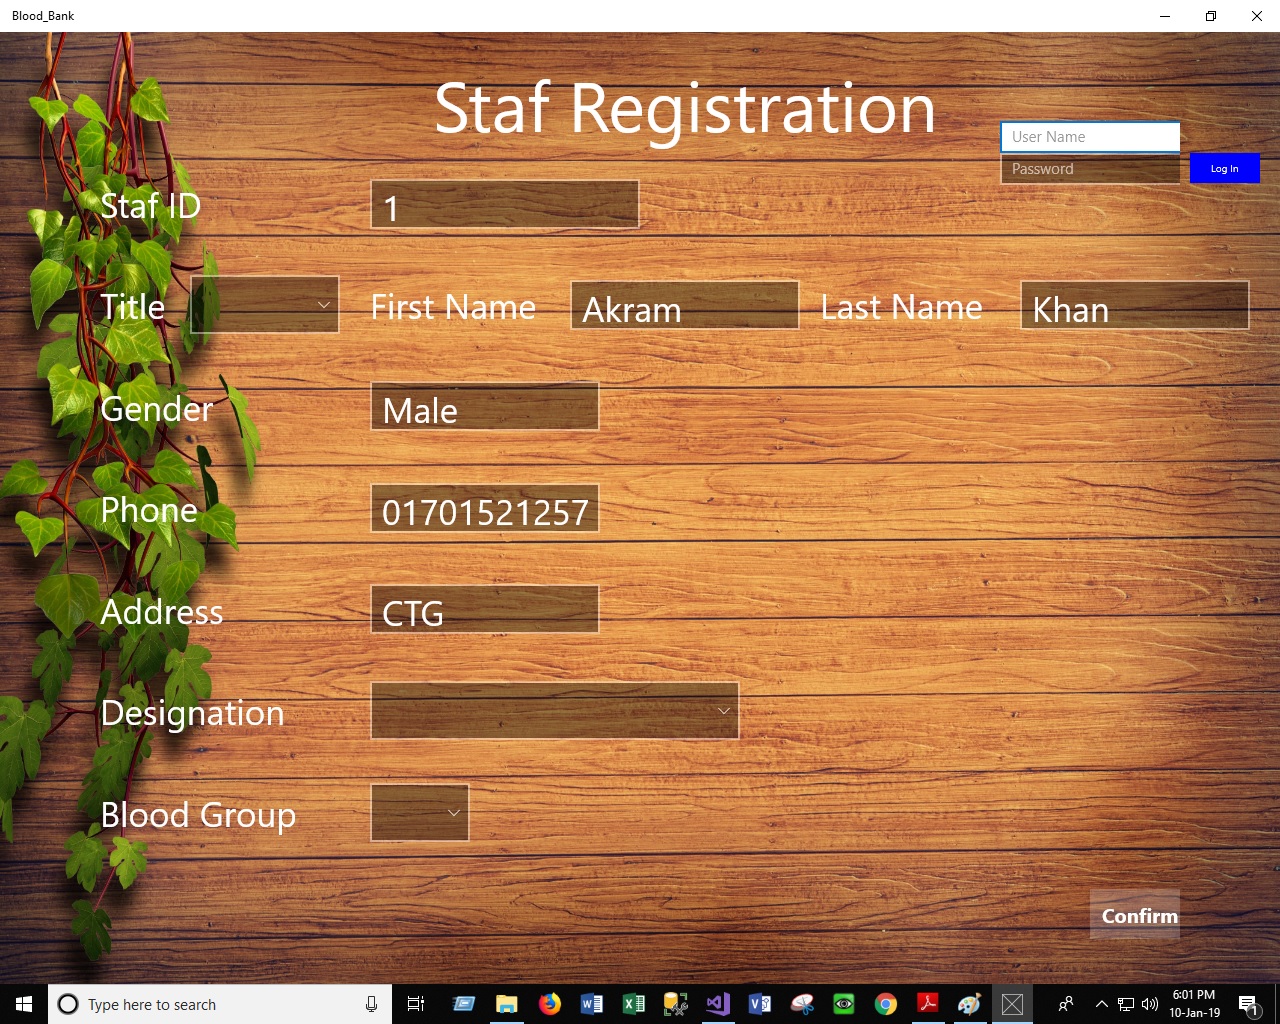 Blood_Bank
Staf Registration
User Name
Password
Log In
Staf ID
1
Title
First Name
Akram
Last Name
Khan
Gender
Male
Phone
01701521257
Address
CTG
Designation
Blood Group
Confirm
Type here to search
6:01 PM
10-Jan-19
1